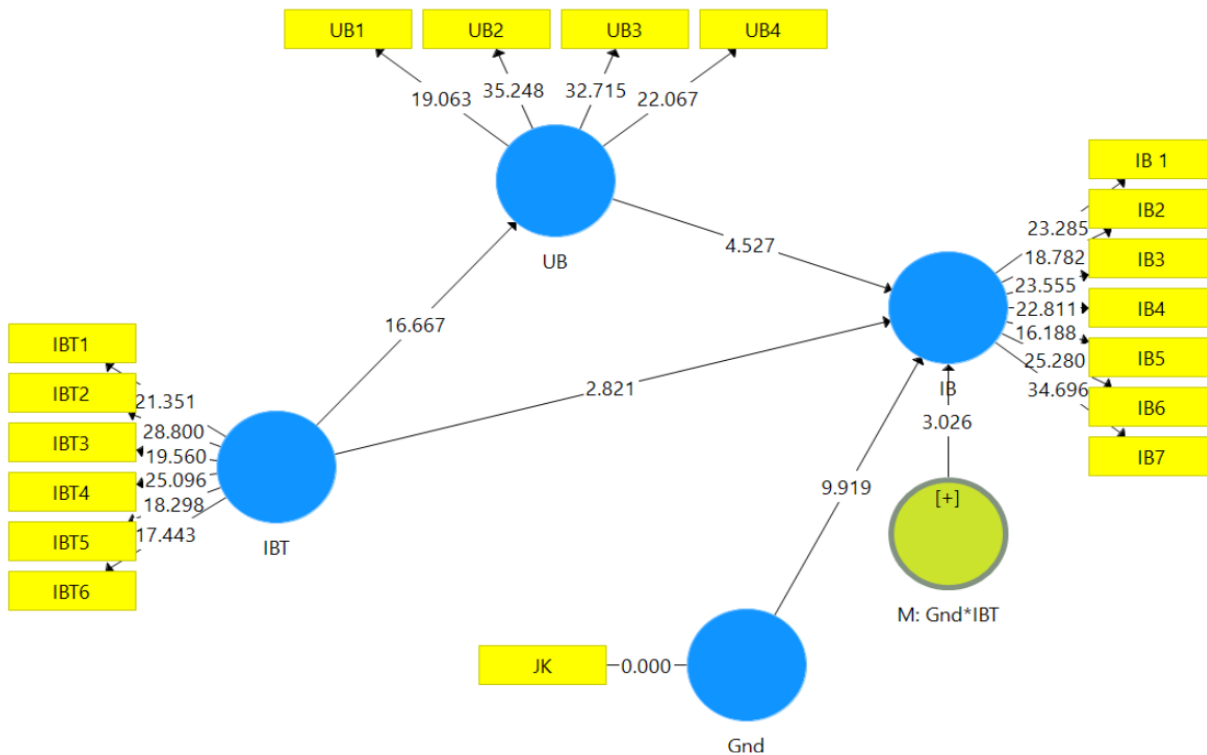 UB1
UB2
UB3
UB4
19.063
35.248
32.715
22.067
UB
IB 1
IB2
IB3
IB4
IB5
IB6
IB7
23.285
18.782
23.555
22.811
16.188
25.280
34.696
IB
4.527
16.667
2.821
IBT1
IBT2
IBT3
IBT4
IBT5
IBT6
21.351
28.800
19.560
25.096
18.298
17.443
IBT
9.919
3.026
[+]
M: Gnd*IBT
JK
0.000
Gnd